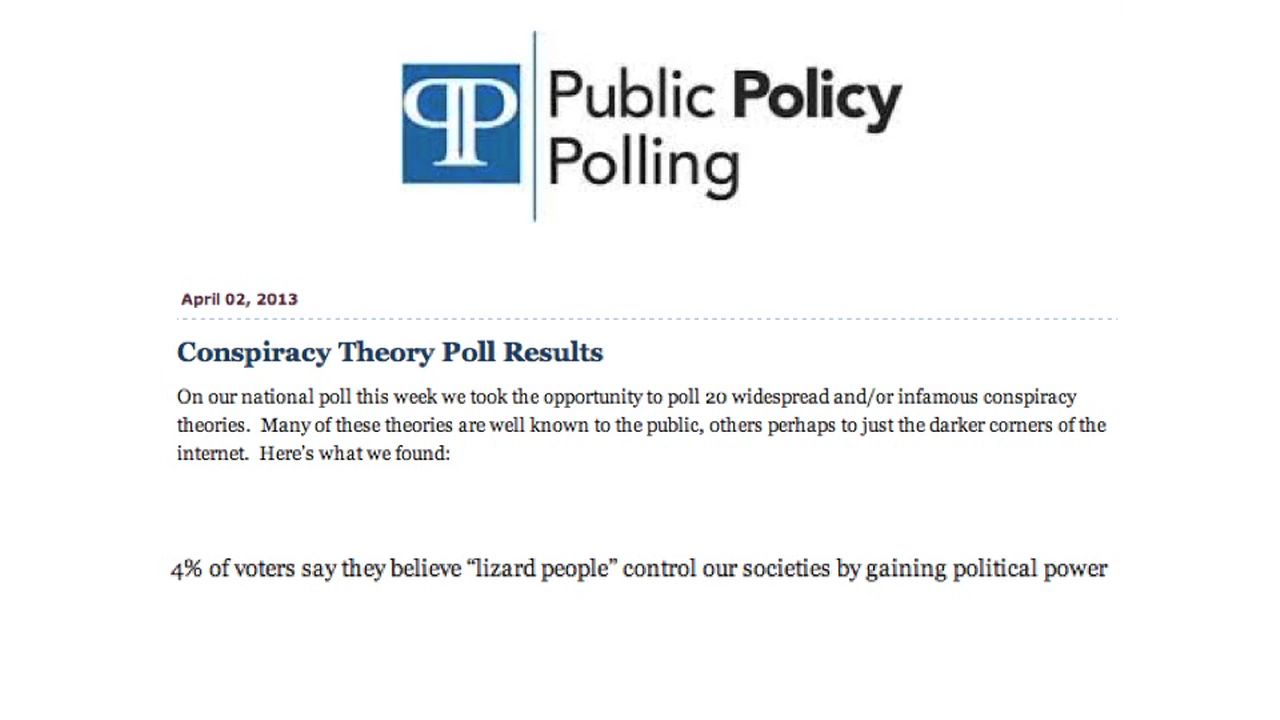 Public Policy
Polling
April 02, 2013
Conspiracy Theory Poll Results
On our national poll this week we took the opportunity to poll 20 widespread and/or infamous conspiracy
theories.  Many of these theories are well known to the public, others perhaps to just the darker corners of the
internet.  Here's what we found:
4% of voters say they believe “lizard people” control our societies by gaining political power